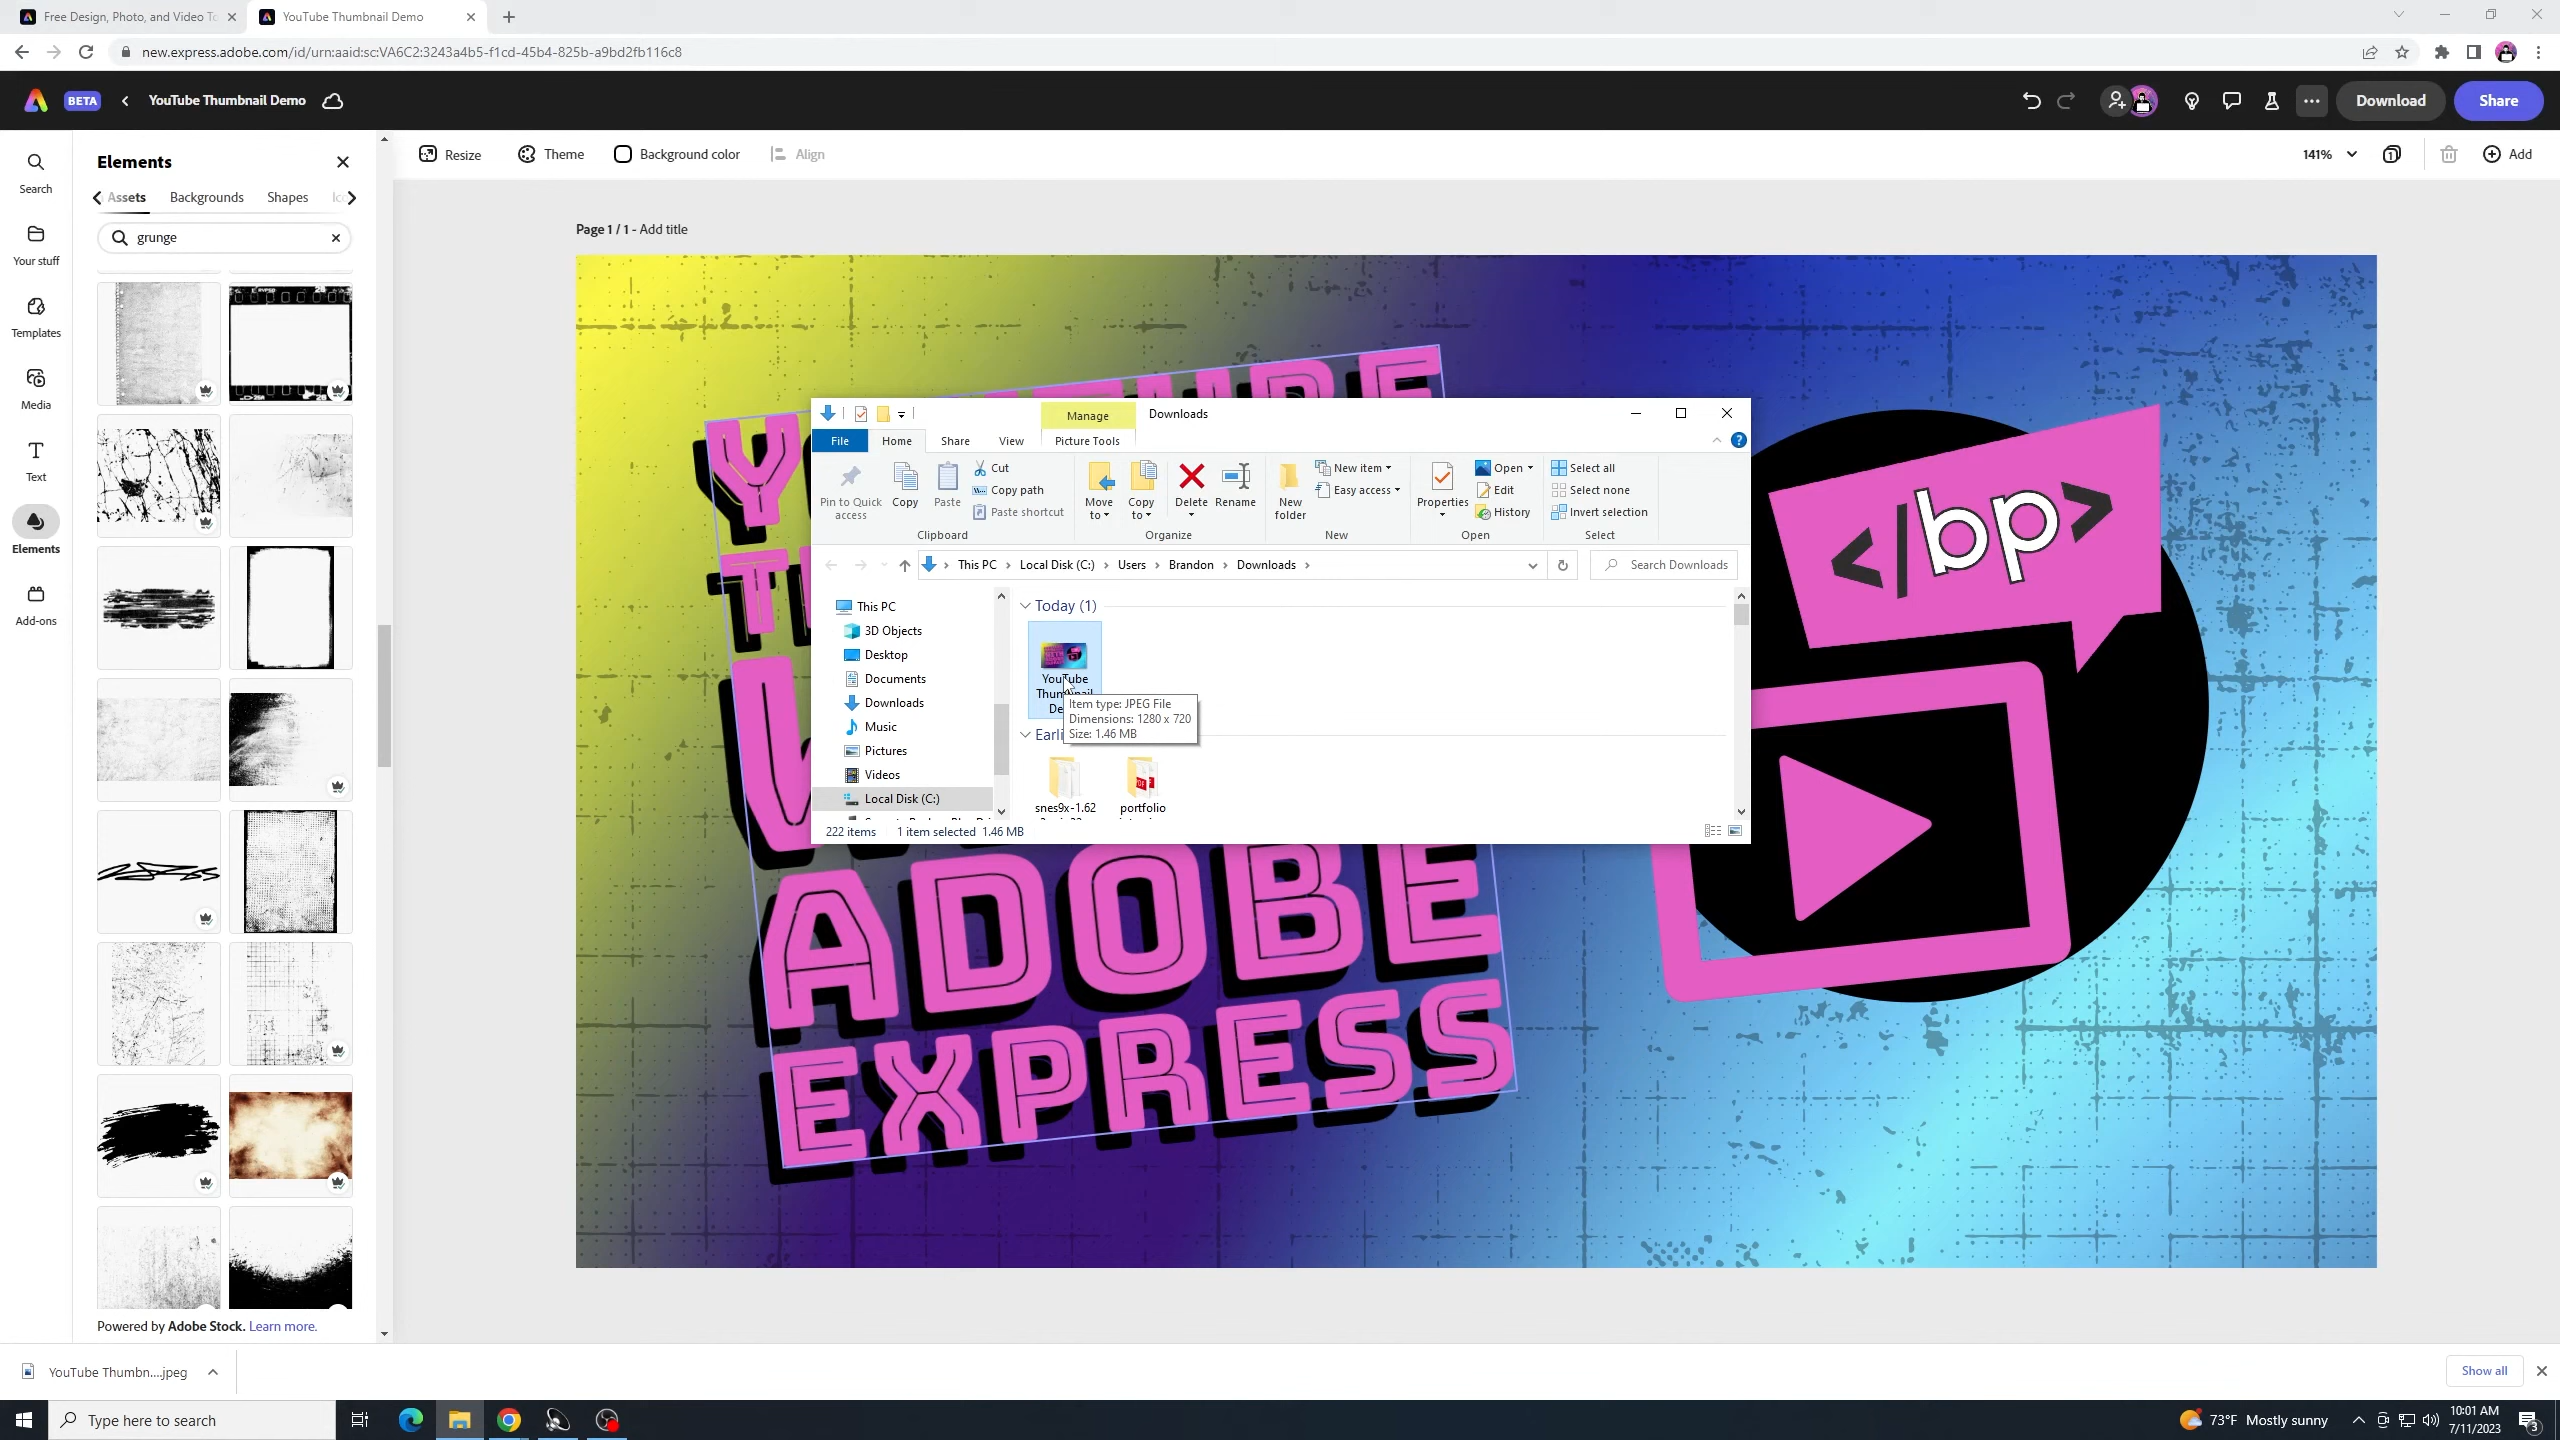 Free Design, Photo, and Video To
YouTube Thumbnail Demo
new.express.adobe.com/id/urn:aaid:sc:VA6C2:3243a4b5-f1cd-45b4-825b-a9bd2fb116c8
BETA
YouTube Thumbnail Demo
Download
Share
Search
Your stuff
Templates
Media
Text
Elements
Add-ons
Elements
Assets
Backgrounds
Shapes
grunge
Powered by Adobe Stock. Learn more.
Resize
Theme
Background color
Align
141%
1
Add
Page 1 / 1 - Add title
ADOBE
EXPRESS
</bp>
Manage
Downloads
File
Home
Share
View
Picture Tools
Pin to Quick access
Copy
Paste
Cut
Copy path
Paste shortcut
Clipboard
Move to
Copy to
Delete
Rename
Organize
New folder
New item
Easy access
New
Properties
Open
Edit
History
Open
Select all
Select none
Invert selection
Select
This PC
Local Disk (C:)
Users
Brandon
Downloads
Search Downloads
This PC
3D Objects
Desktop
Documents
Downloads
Music
Pictures
Videos
Local Disk (C:)
Today (1)
YouTube
Item type: JPEG File
Dimensions: 1280 x 720
Size: 1.46 MB
snes9x-1.62
portfolio
222 items
1 item selected 1.46 MB
YouTube Thumbn....jpeg
Show all
Type here to search
73°F Mostly sunny
10:01 AM
7/11/2023
3